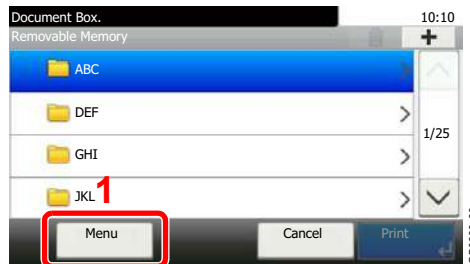 Document Box. 10:10
Removable Memory +
ABC
DEF
1/25
GHI
JKL 1
Menu Cancel Print